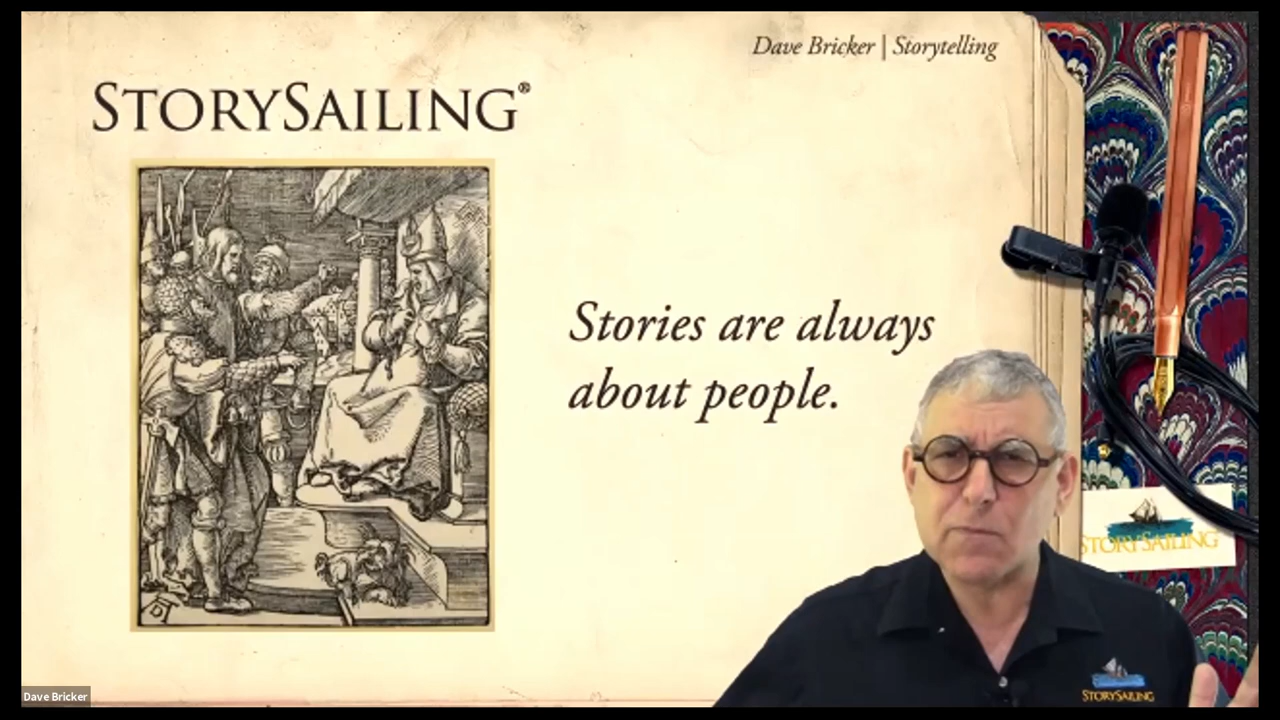 Dave Bricker | Storytelling
STORYSAILING®
Stories are always
about people.
STORYSAILING
STORYSAILING
Dave Bricker